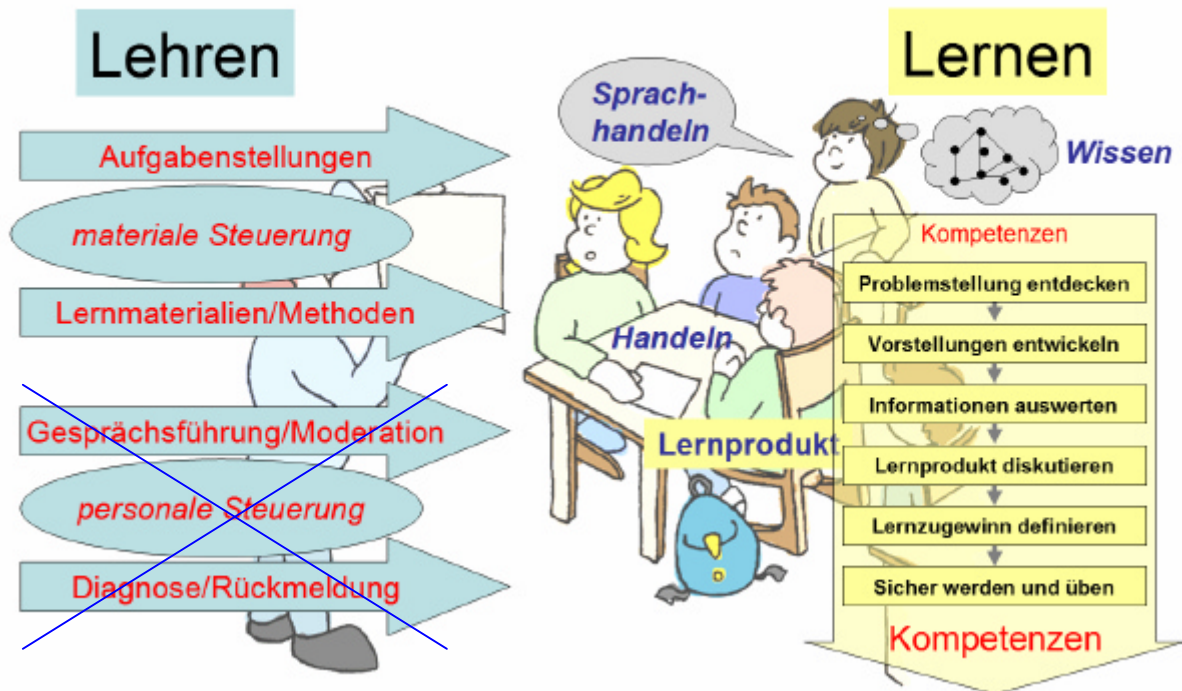 Lehren
Aufgabenstellungen
materiale Steuerung
Lernmaterialien/Methoden
Gesprächsführung/Moderation
personale Steuerung
Diagnose/Rückmeldung
Sprach-
handeln
Handeln
Lernprodukt
Lernen
Wissen
Kompetenzen
Problemstellung entdecken
Vorstellungen entwickeln
Informationen auswerten
Lernprodukt diskutieren
Lernzugewinn definieren
Sicher werden und üben
Kompetenzen